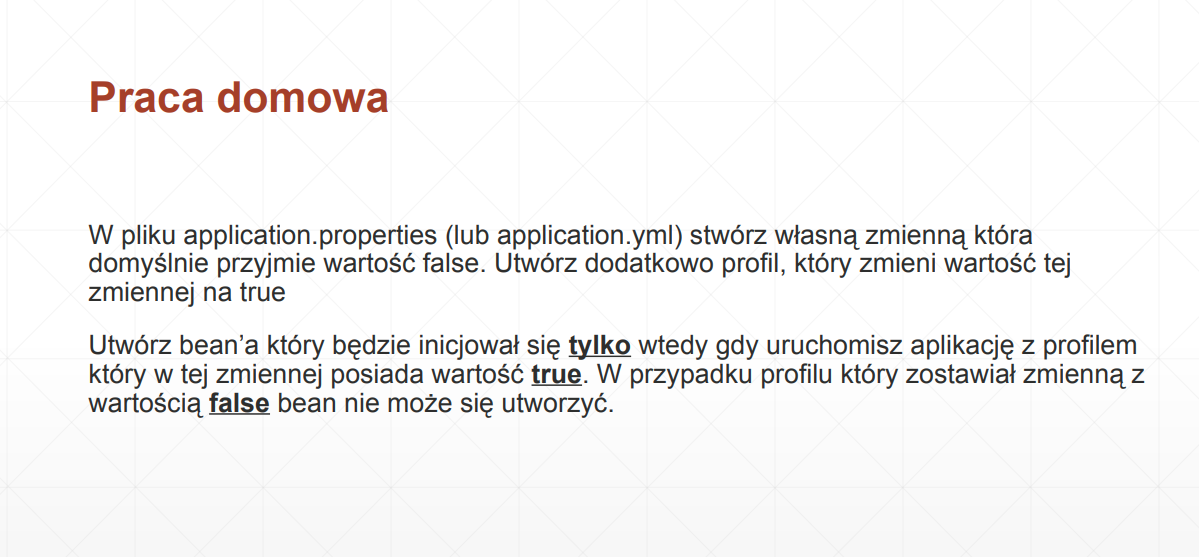 Praca domowa
W pliku application.properties (lub application.yml) stwórz własną zmienną która
domyślnie przyjmie wartość false. Utwórz dodatkowo profil, który zmieni wartość tej
zmiennej na true
Utwórz bean’a który będzie inicjował się tylko wtedy gdy uruchomisz aplikację z profilem
który w tej zmiennej posiada wartość true. W przypadku profilu który zostawiał zmienną z
wartością false bean nie może się utworzyć.